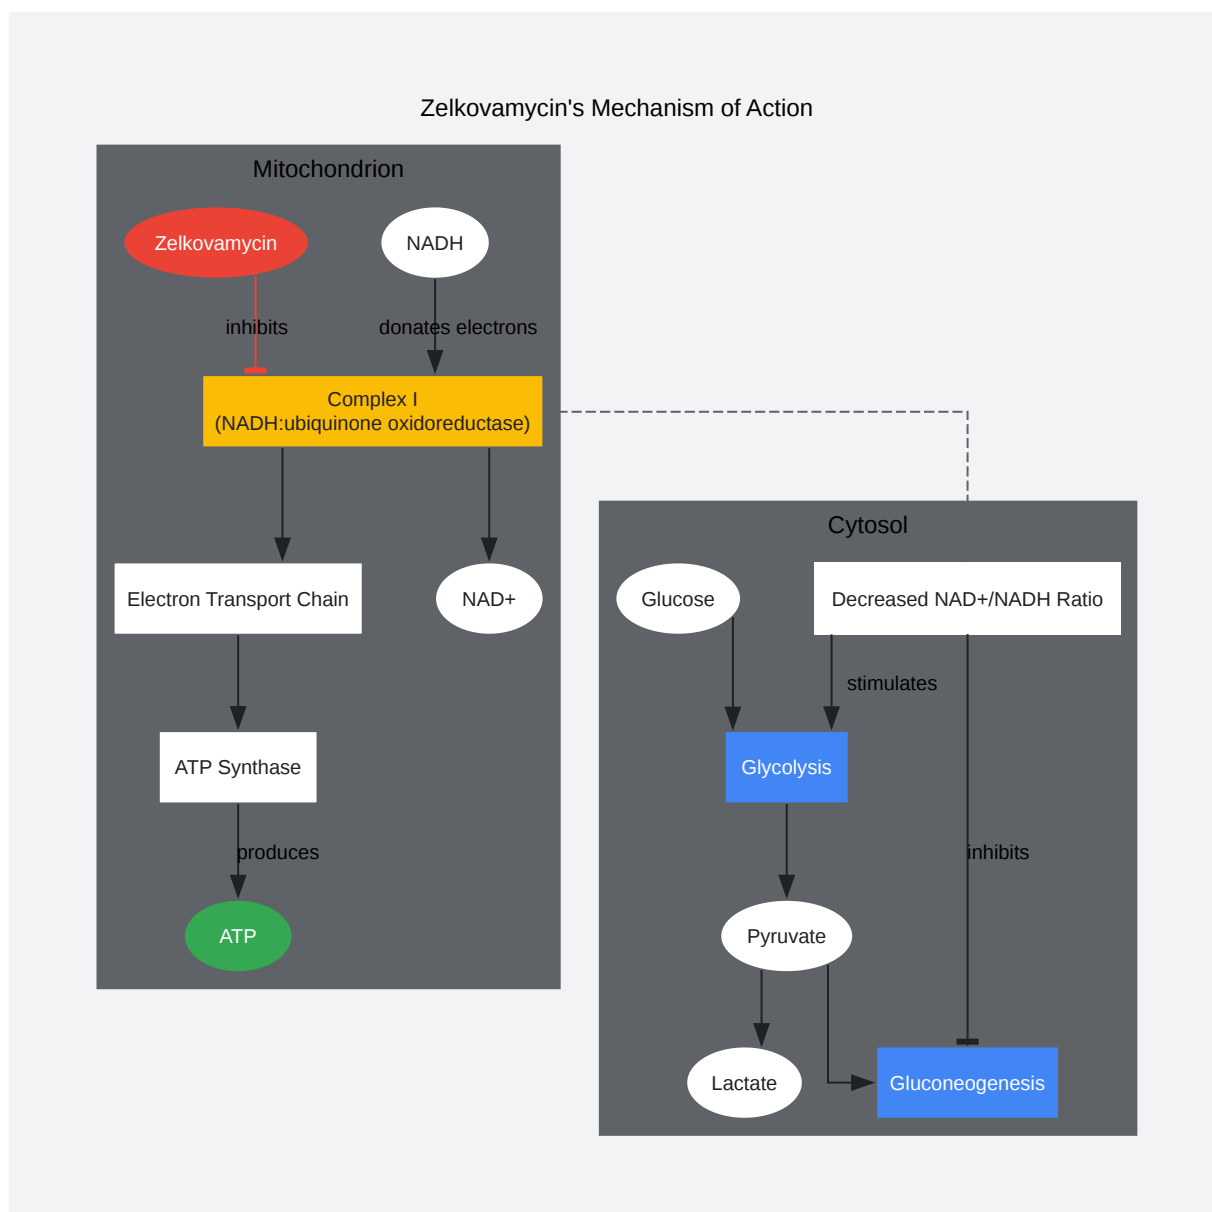 Zelkovamycin's Mechanism of Action
Mitochondrion
Zelkovamycin
NADH
inhibits
donates electrons
Complex I
(NADH:ubiquinone oxidoreductase)
Electron Transport Chain
NAD+
ATP Synthase
produces
ATP
Cytosol
Glucose
Decreased NAD+/NADH Ratio
stimulates
Glycolysis
inhibits
Pyruvate
Lactate
Gluconeogenesis